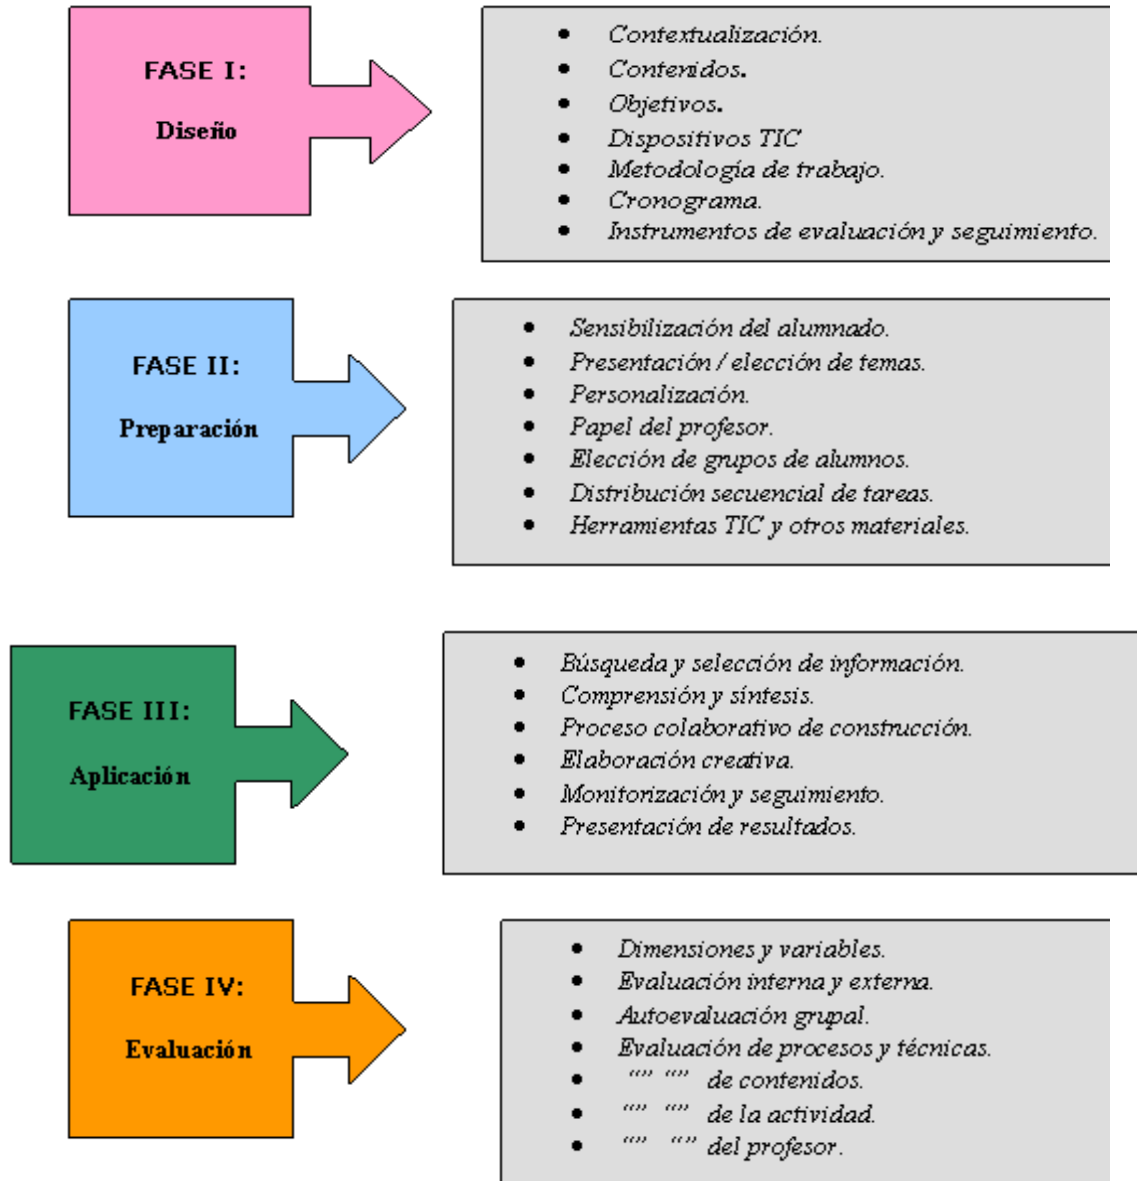 FASE I:
Diseño
• Contextualización.
• Contenidos.
• Objetivos.
• Dispositivos TIC
• Metodología de trabajo.
• Cronograma.
• Instrumentos de evaluación y seguimiento.
FASE II:
Preparación
• Sensibilización del alumnado.
• Presentación / elección de temas.
• Personalización.
• Papel del profesor.
• Elección de grupos de alumnos.
• Distribución secuencial de tareas.
• Herramientas TIC y otros materiales.
FASE III:
Aplicación
• Búsqueda y selección de información.
• Comprensión y síntesis.
• Proceso colaborativo de construcción.
• Elaboración creativa.
• Monitorización y seguimiento.
• Presentación de resultados.
FASE IV:
Evaluación
• Dimensiones y variables.
• Evaluación interna y externa.
• Autoevaluación grupal.
• Evaluación de procesos y técnicas.
• “” “” de contenidos.
• “” “” de la actividad.
• “” “” del profesor.